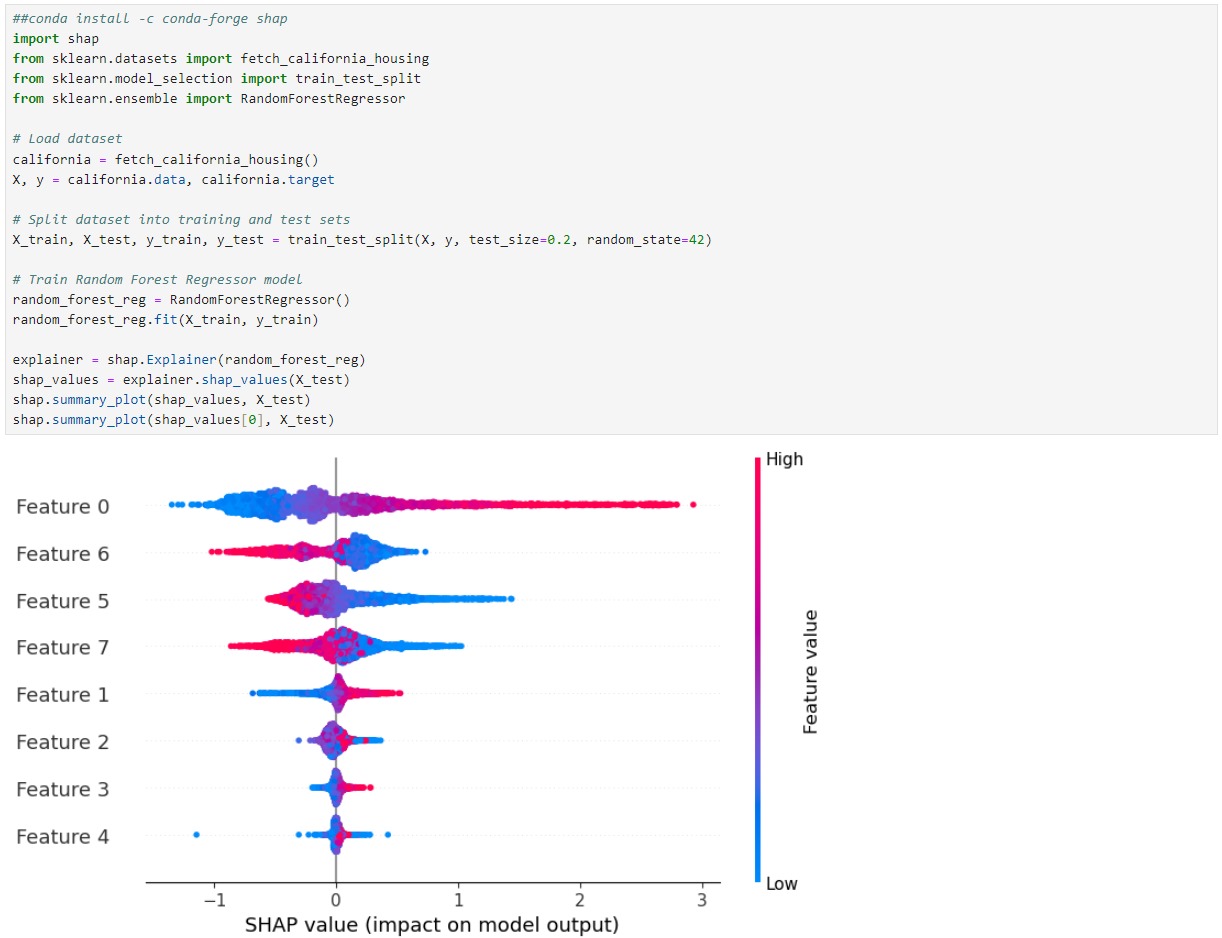 ##conda install -c conda-forge shap
import shap
from sklearn.datasets import fetch_california_housing
from sklearn.model_selection import train_test_split
from sklearn.ensemble import RandomForestRegressor
# Load dataset
california = fetch_california_housing()
X, y = california.data, california.target
# Split dataset into training and test sets
X_train, X_test, y_train, y_test = train_test_split(X, y, test_size=0.2, random_state=42)
# Train Random Forest Regressor model
random_forest_reg = RandomForestRegressor()
random_forest_reg.fit(X_train, y_train)
explainer = shap.Explainer(random_forest_reg)
shap_values = explainer.shap_values(X_test)
shap.summary_plot(shap_values, X_test)
shap.summary_plot(shap_values[0], X_test)
High
Feature 0
Feature 6
Feature 5
Feature 7
Feature 1
Feature 2
Feature 3
Feature 4
Feature value
Low
−1 0 1 2 3
SHAP value (impact on model output)